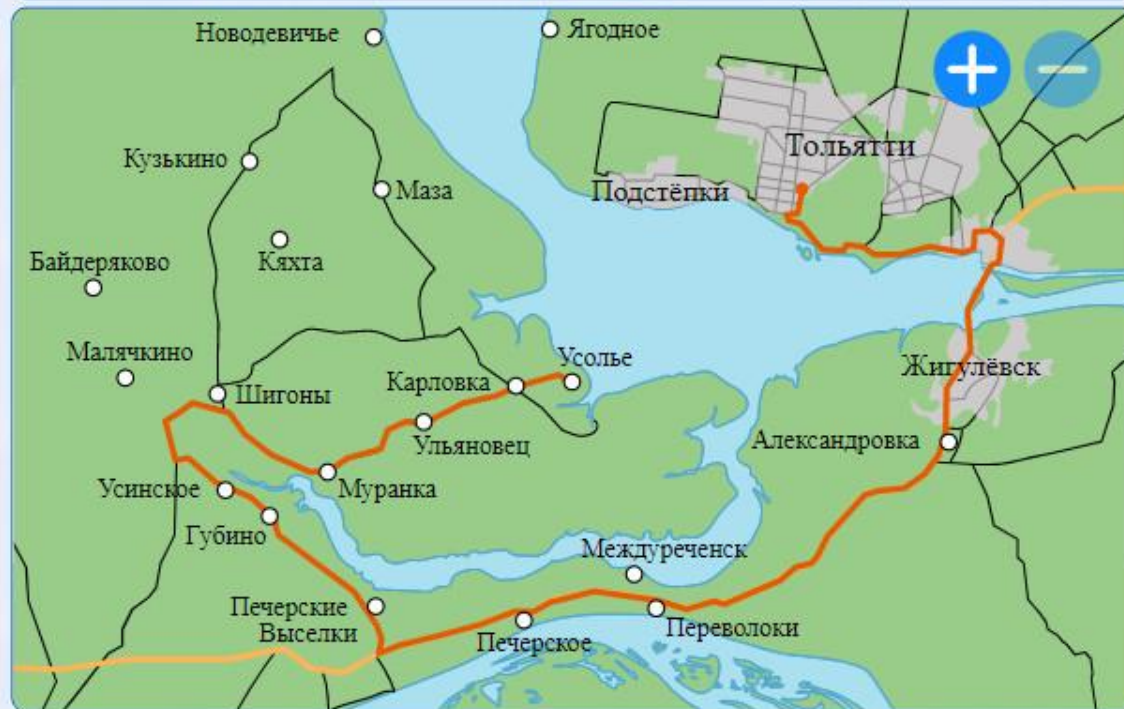 Новодевичье
Ягодное
Тольятти
Кузькино
Маза
Подстёпки
Кяхта
Байдеряково
Малячкино
Усолье
Жигулёвск
Карловка
Шигоны
Ульяновец
Александровка
Муранка
Усинское
Губино
Междуреченск
Печерские
Выселки
Переволоки
Печерское